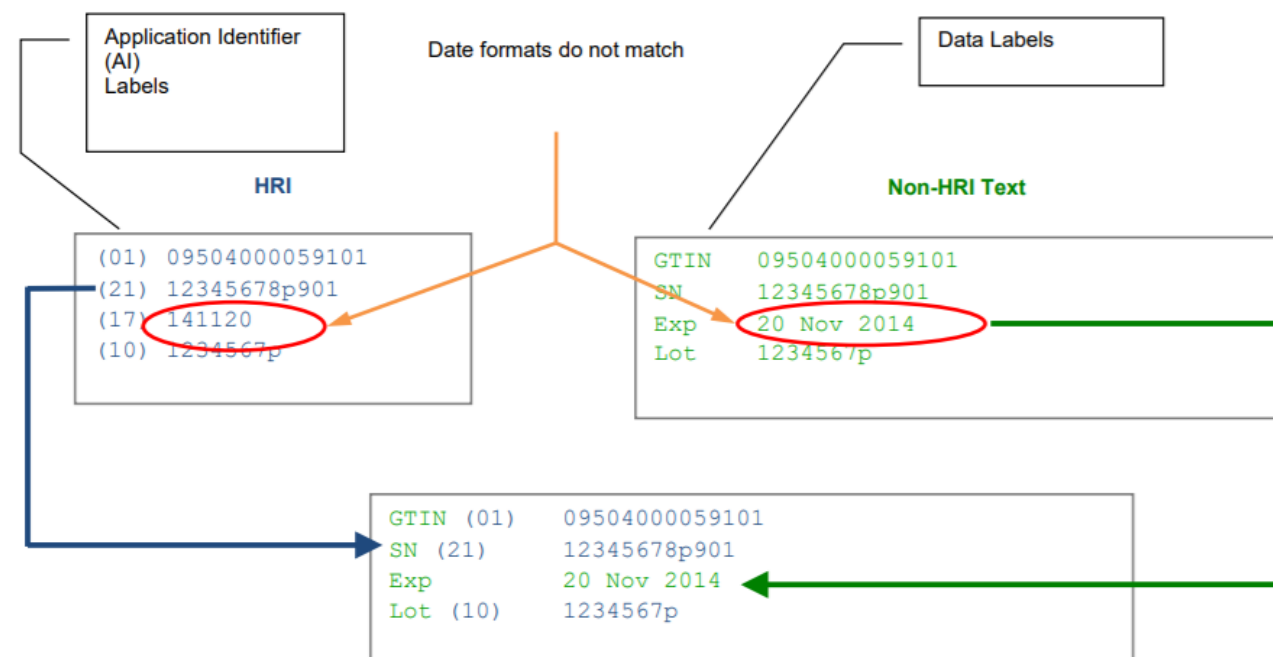 Application Identifier
(AI)
Labels
Date formats do not match
Data Labels
HRI
Non-HRI Text
(01) 09504000059101
(21) 12345678p901
(17) 141120
(10) 1234567p
GTIN 09504000059101
SN 12345678p901
Exp 20 Nov 2014
Lot 1234567p
GTIN (01) 09504000059101
SN (21) 12345678p901
Exp 20 Nov 2014
Lot (10) 1234567p